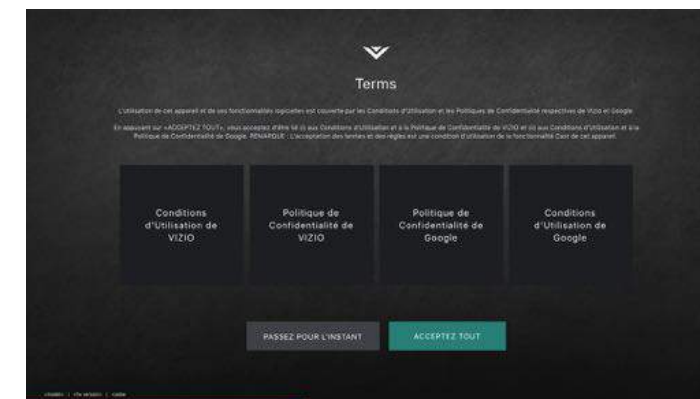 Terms
L'utilisation de cet appareil et de ses fonctionnalités logicielles est couverte par les Conditions d'Utilisation et les Politiques de Confidentialité respectives de Vizio et Google.
En appuyant sur «ACCEPTEZ TOUT», vous acceptez d'être lié (i) aux Conditions d'Utilisation et à la Politique de Confidentialité de VIZIO et (ii) aux Conditions d'Utilisation et à la
Politique de Confidentialité de Google. REMARQUE : L'acceptation des termes et des règles est une condition d'utilisation de la fonctionnalité Cast de cet appareil.
Conditions
d'Utilisation de
VIZIO
Politique de
Confidentialité de
VIZIO
Politique de
Confidentialité de
Google
Conditions
d'Utilisation de
Google
PASSEZ POUR L'INSTANT
ACCEPTEZ TOUT